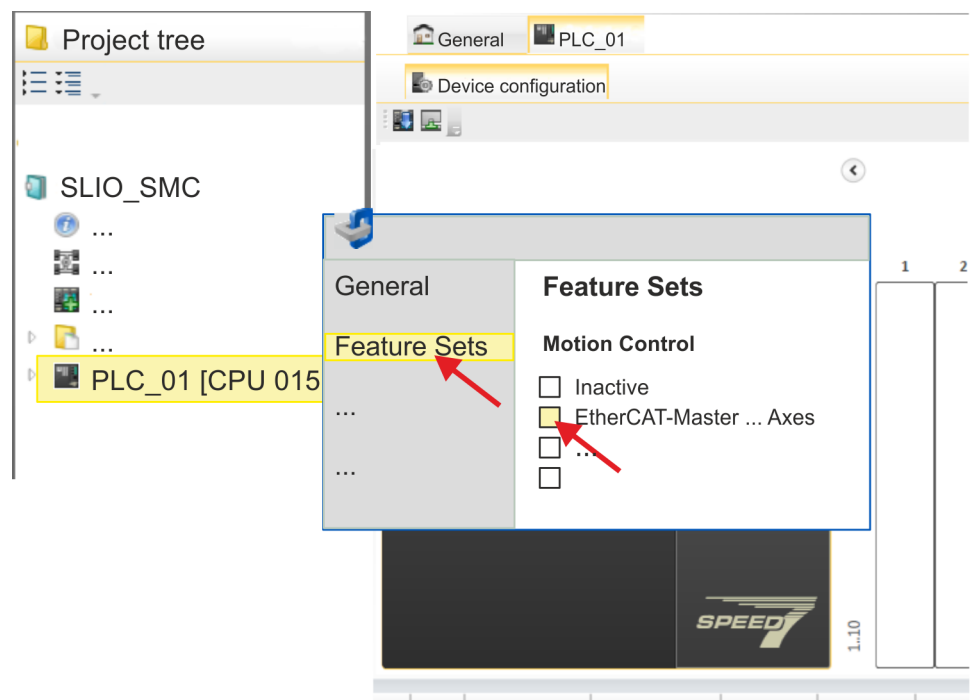 Project tree
SLIO_SMC
...
...
...
...
PLC_01 [CPU 015
General
PLC_01
Device configuration
General
Feature Sets
...
...
Feature Sets
Motion Control
Inactive
EtherCAT-Master ... Axes
...
1
2
SPEED7
1..10